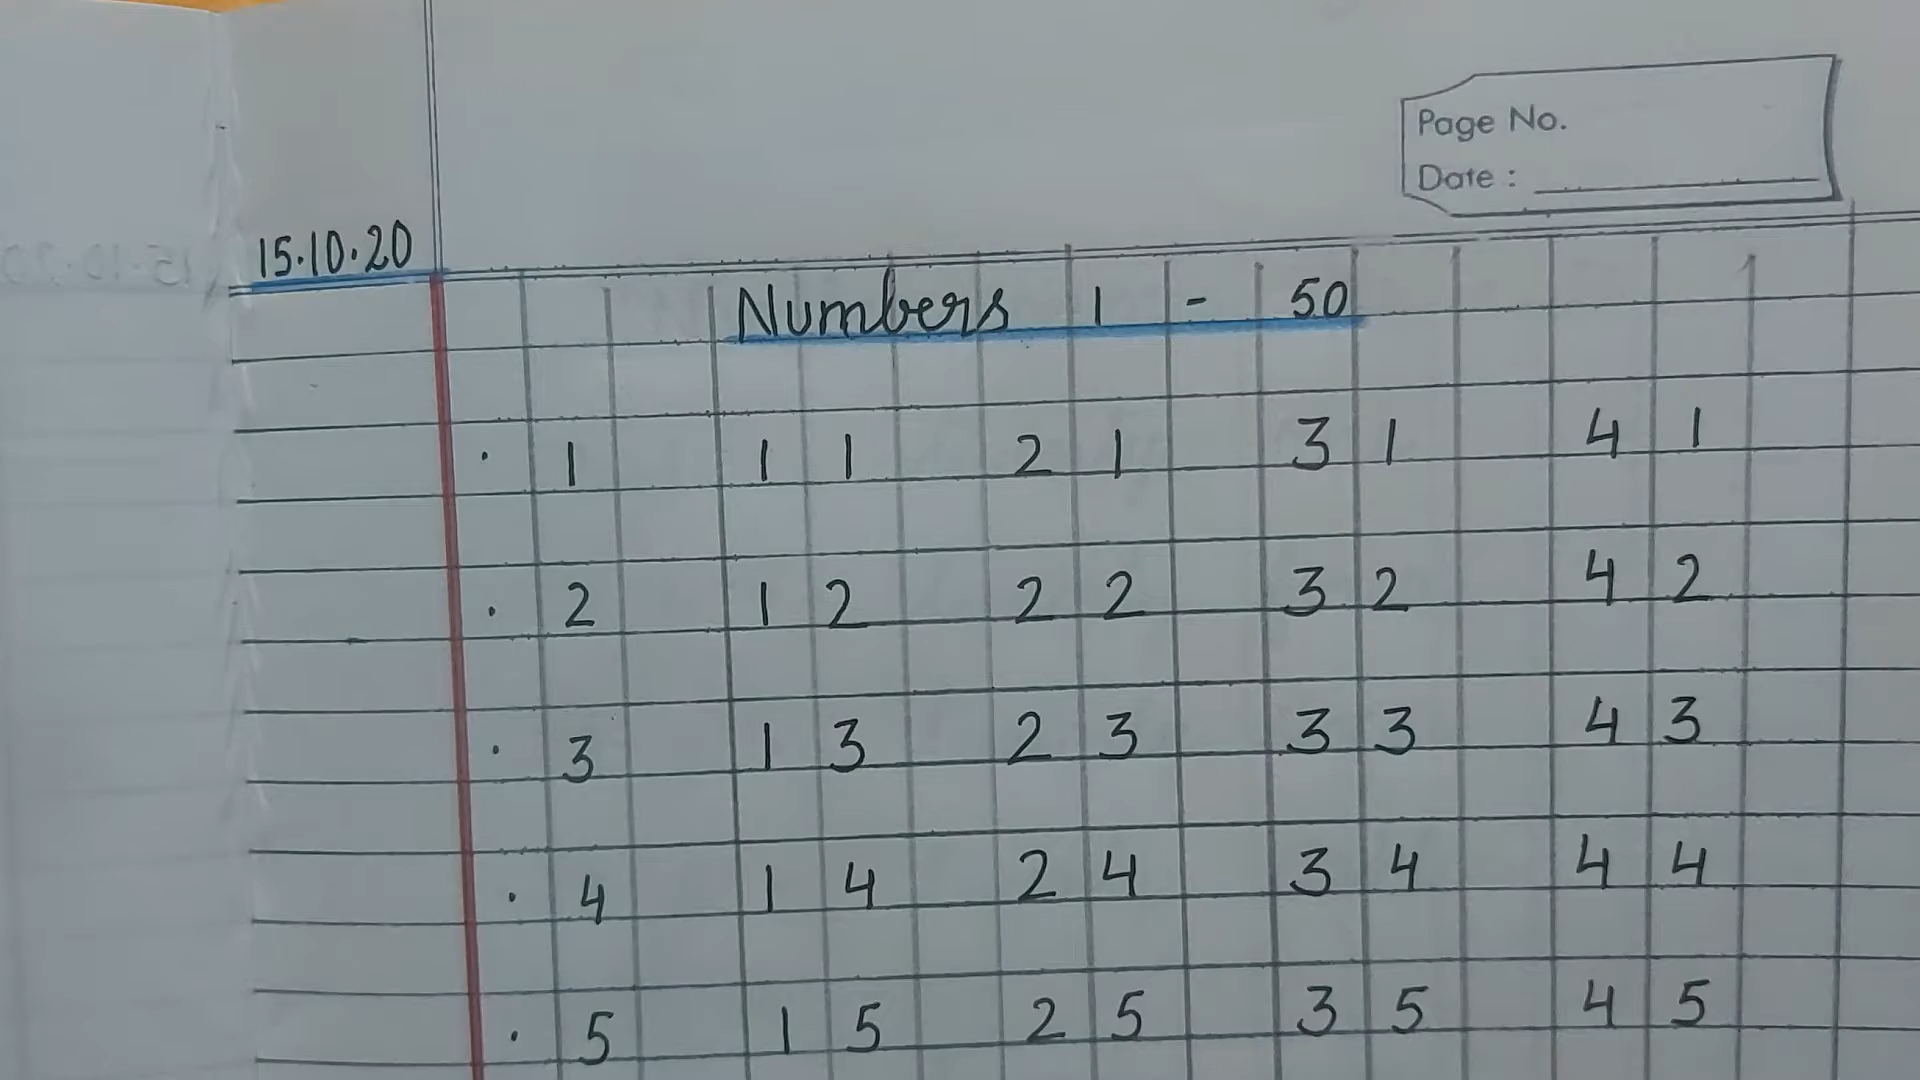 Page No.
Date :
15.10.20
Numbers 1 - 50
. 1 11 21 31 41
. 2 12 22 32 42
. 3 13 23 33 43
. 4 14 24 34 44
. 5 15 25 35 45